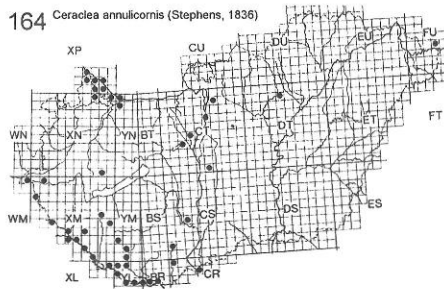 164 Ceraclea annulicornis (Stephens, 1836)
XP CU DU EU FU
WN XN YN BT C DT ET FT
WM XM YM BS CS DS ES
XL BR CR